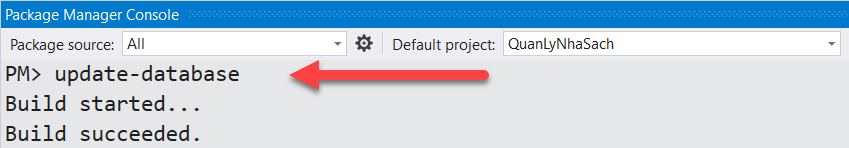 Package Manager Console
Package source: All Default project: QuanLyNhaSach
PM> update-database
Build started...
Build succeeded.